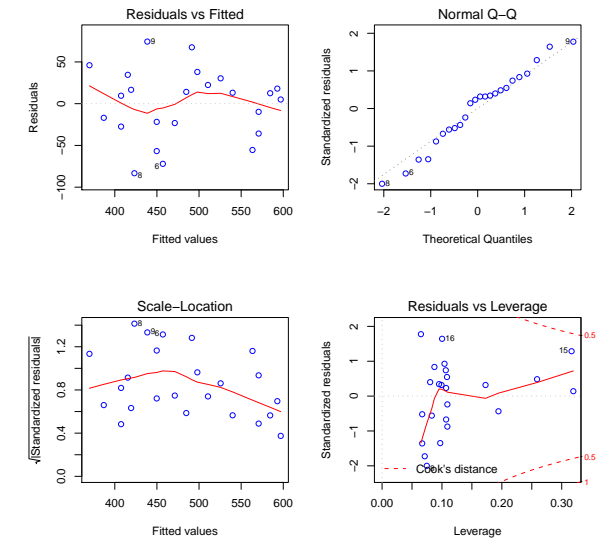 Residuals vs Fitted
Residuals
50
0
−50
−100
9
6
8
400 450 500 550 600
Fitted values
Normal Q−Q
Standardized residuals
2
1
0
−1
−2
9
6
8
−2 −1 0 1 2
Theoretical Quantiles
Scale−Location
√|Standardized residuals|
1.2
0.8
0.4
0.0
8
9
6
400 450 500 550 600
Fitted values
Residuals vs Leverage
Standardized residuals
2
1
0
−1
−2
16
15
0.5
0.5
1
Cook's distance
0.00 0.10 0.20 0.30
Leverage